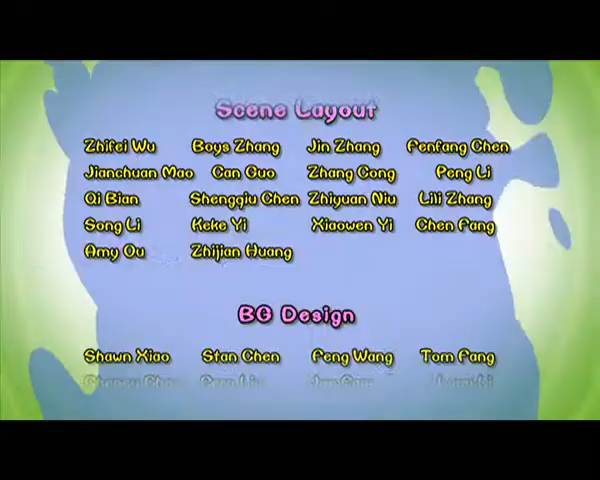 Scene Layout
Zhifei Wu Boys Zhang Jin Zhang Fenfang Chen
Jianchuan Mao Can Guo Zhang Cong Peng Li
Qi Bian Shengqiu Chen Zhiyuan Niu Lili Zhang
Song Li Keke Yi Xiaowen Yi Chen Fang
Amy Ou Zhijian Huang
BG Design
Shawn Xiao Stan Chen Feng Wang Tom Fang